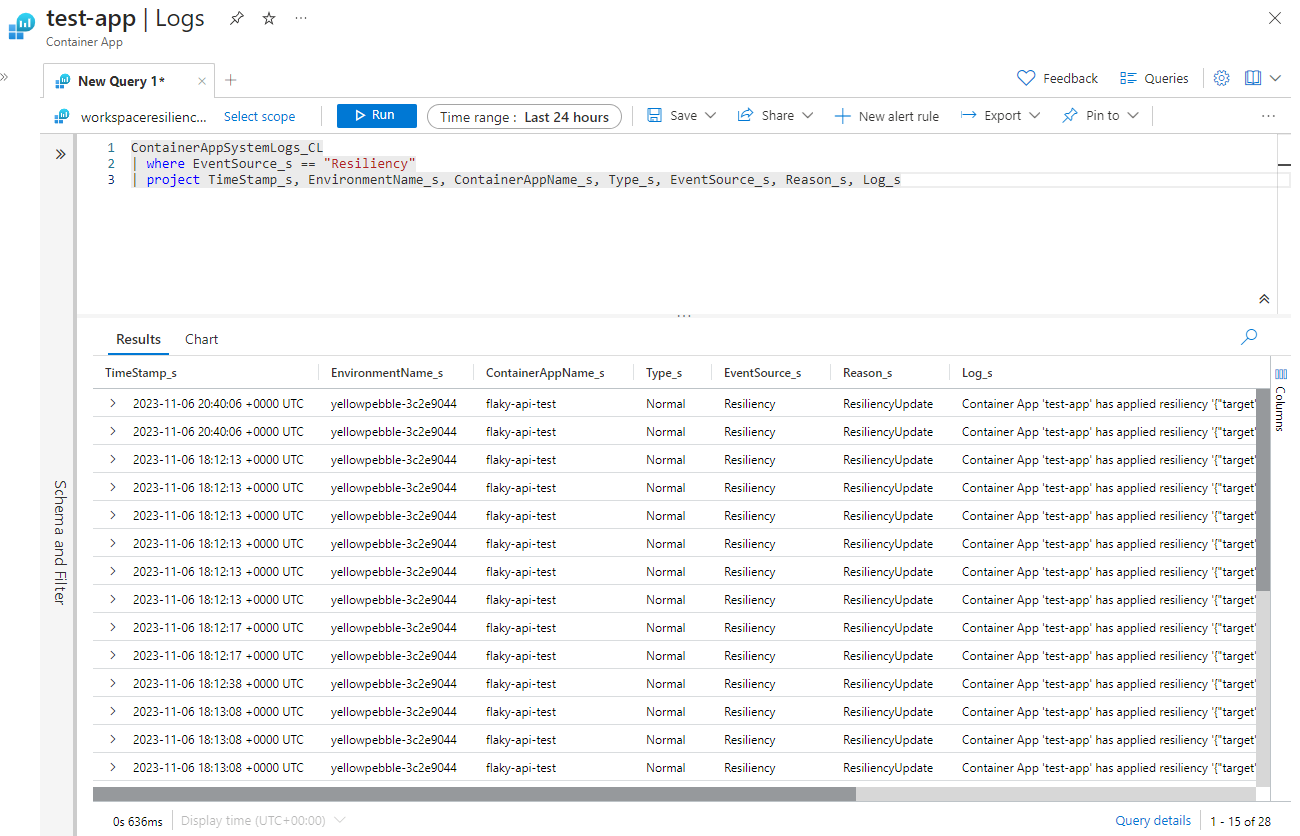 test-app | Logs
Container App
New Query 1*
Feedback
Queries
workspaceresilienc...
Select scope
Run
Time range : Last 24 hours
Save
Share
New alert rule
Export
Pin to
1 ContainerAppSystemLogs_CL
2 | where EventSource_s == "Resiliency"
3 | project TimeStamp_s, EnvironmentName_s, ContainerAppName_s, Type_s, EventSource_s, Reason_s, Log_s
Schema and Filter
Results Chart
TimeStamp_s EnvironmentName_s ContainerAppName_s Type_s EventSource_s Reason_s Log_s
2023-11-06 20:40:06 +0000 UTC yellowpebble-3c2e9044 flaky-api-test Normal Resiliency ResiliencyUpdate Container App 'test-app' has applied resiliency '{"target"
2023-11-06 20:40:06 +0000 UTC yellowpebble-3c2e9044 flaky-api-test Normal Resiliency ResiliencyUpdate Container App 'test-app' has applied resiliency '{"target"
2023-11-06 18:12:13 +0000 UTC yellowpebble-3c2e9044 flaky-api-test Normal Resiliency ResiliencyUpdate Container App 'test-app' has applied resiliency '{"target"
2023-11-06 18:12:13 +0000 UTC yellowpebble-3c2e9044 flaky-api-test Normal Resiliency ResiliencyUpdate Container App 'test-app' has applied resiliency '{"target"
2023-11-06 18:12:13 +0000 UTC yellowpebble-3c2e9044 flaky-api-test Normal Resiliency ResiliencyUpdate Container App 'test-app' has applied resiliency '{"target"
2023-11-06 18:12:13 +0000 UTC yellowpebble-3c2e9044 flaky-api-test Normal Resiliency ResiliencyUpdate Container App 'test-app' has applied resiliency '{"target"
2023-11-06 18:12:13 +0000 UTC yellowpebble-3c2e9044 flaky-api-test Normal Resiliency ResiliencyUpdate Container App 'test-app' has applied resiliency '{"target"
2023-11-06 18:12:13 +0000 UTC yellowpebble-3c2e9044 flaky-api-test Normal Resiliency ResiliencyUpdate Container App 'test-app' has applied resiliency '{"target"
2023-11-06 18:12:17 +0000 UTC yellowpebble-3c2e9044 flaky-api-test Normal Resiliency ResiliencyUpdate Container App 'test-app' has applied resiliency '{"target"
2023-11-06 18:12:17 +0000 UTC yellowpebble-3c2e9044 flaky-api-test Normal Resiliency ResiliencyUpdate Container App 'test-app' has applied resiliency '{"target"
2023-11-06 18:12:38 +0000 UTC yellowpebble-3c2e9044 flaky-api-test Normal Resiliency ResiliencyUpdate Container App 'test-app' has applied resiliency '{"target"
2023-11-06 18:13:08 +0000 UTC yellowpebble-3c2e9044 flaky-api-test Normal Resiliency ResiliencyUpdate Container App 'test-app' has applied resiliency '{"target"
2023-11-06 18:13:08 +0000 UTC yellowpebble-3c2e9044 flaky-api-test Normal Resiliency ResiliencyUpdate Container App 'test-app' has applied resiliency '{"target"
2023-11-06 18:13:08 +0000 UTC yellowpebble-3c2e9044 flaky-api-test Normal Resiliency ResiliencyUpdate Container App 'test-app' has applied resiliency '{"target"
Columns
0s 636ms Display time (UTC+00:00) Query details 1 - 15 of 28